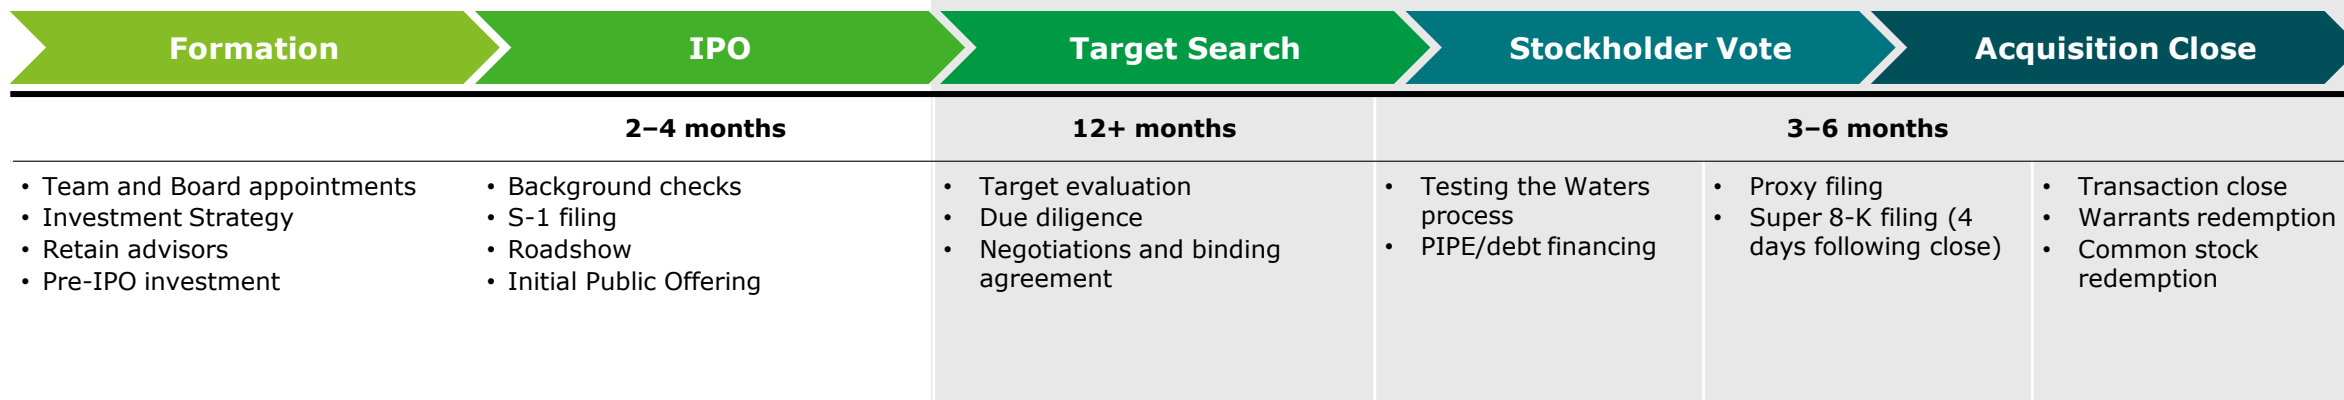 Formation
IPO
Target Search
Stockholder Vote
Acquisition Close
2–4 months
12+ months
3–6 months
• Team and Board appointments
• Investment Strategy
• Retain advisors
• Pre-IPO investment
• Background checks
• S-1 filing
• Roadshow
• Initial Public Offering
• Target evaluation
• Due diligence
• Negotiations and binding
agreement
• Testing the Waters
process
• PIPE/debt financing
• Proxy filing
• Super 8-K filing (4
days following close)
• Transaction close
• Warrants redemption
• Common stock
redemption